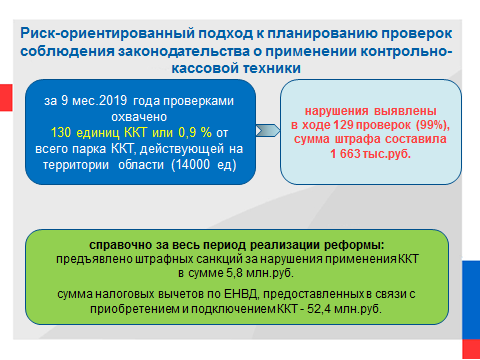 Риск-ориентированный подход к планированию проверок
соблюдения законодательства о применении контрольно-
кассовой техники
за 9 мес.2019 года проверками
охвачено
130 единиц ККТ или 0,9 % от
всего парка ККТ, действующей на
территории области (14000 ед)
нарушения выявлены
в ходе 129 проверок (99%),
сумма штрафа составила
1 663 тыс.руб.
справочно за весь период реализации реформы:
предъявлено штрафных санкций за нарушения применения ККТ
в сумме 5,8 млн.руб.
сумма налоговых вычетов по ЕНВД, предоставленных в связи с
приобретением и подключением ККТ - 52,4 млн.руб.